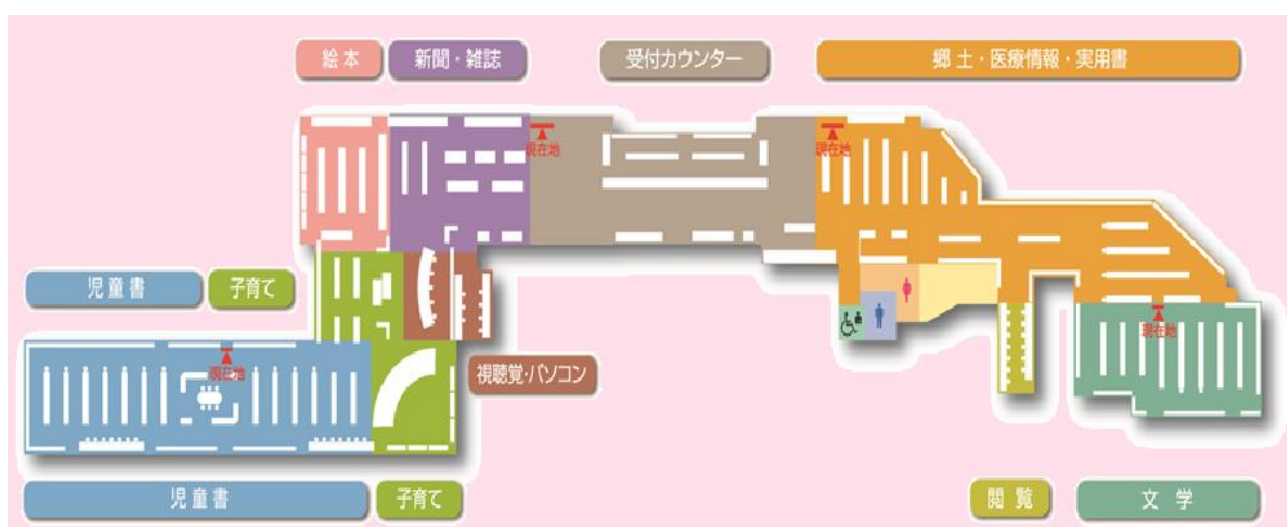 絵本
新聞・雑誌
受付カウンター
郷土・医療情報・実用書
現在地
現在地
児童書
子育て
現在地
現在地
視聴覚・パソコン
児童書
子育て
閲覧
文学